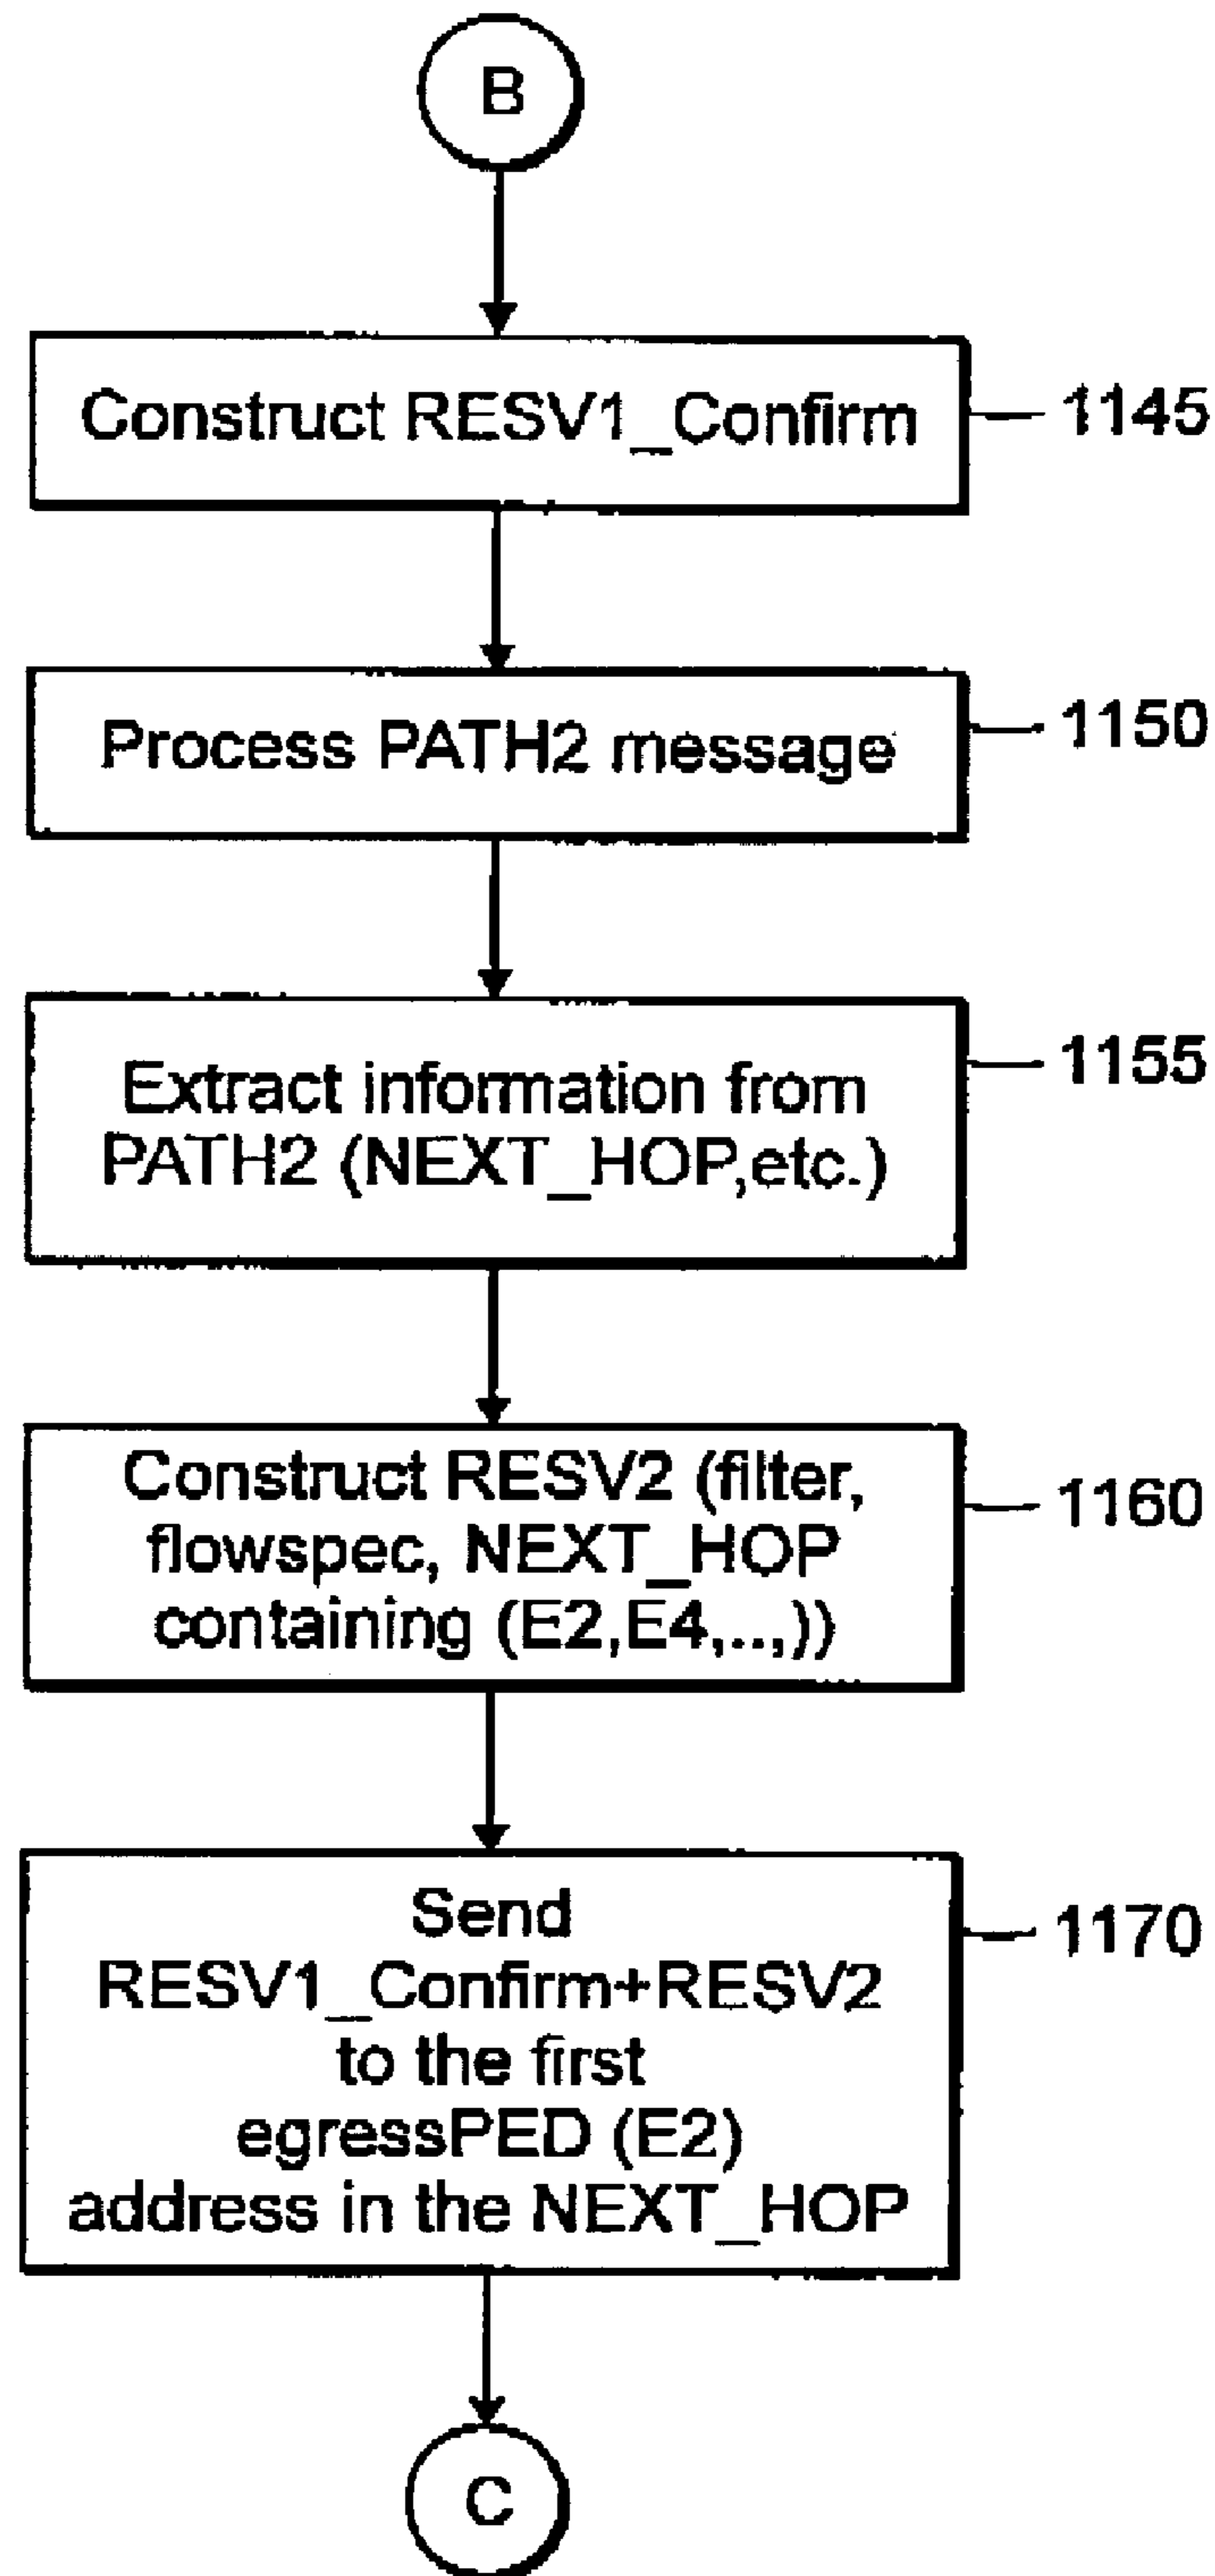 B
Construct RESV1_Confirm
1145
Process PATH2 message
1150
Extract information from
PATH2 (NEXT_HOP,etc.)
1155
Construct RESV2 (filter,
flowspec, NEXT_HOP
containing (E2,E4,..,))
1160
Send
RESV1_Confirm+RESV2
to the first
egressPED (E2)
address in the NEXT_HOP
1170
C